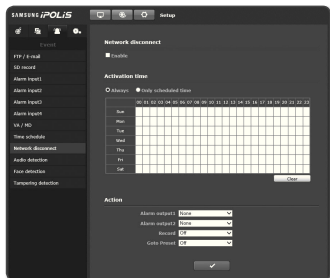 SAMSUNG iPOLiS
Setup
Event
FTP / E-mail
SD record
Alarm input1
Alarm input2
Alarm input3
Alarm input4
VA / MD
Time schedule
Network disconnect
Audio detection
Face detection
Tampering detection
Network disconnect
Enable
Activation time
Always Only scheduled time
00 01 02 03 04 05 06 07 08 09 10 11 12 13 14 15 16 17 18 19 20 21 22 23
Sun
Mon
Tue
Wed
Thu
Fri
Sat
Clear
Action
Alarm output1 None
Alarm output2 None
Record Off
Goto Preset Off